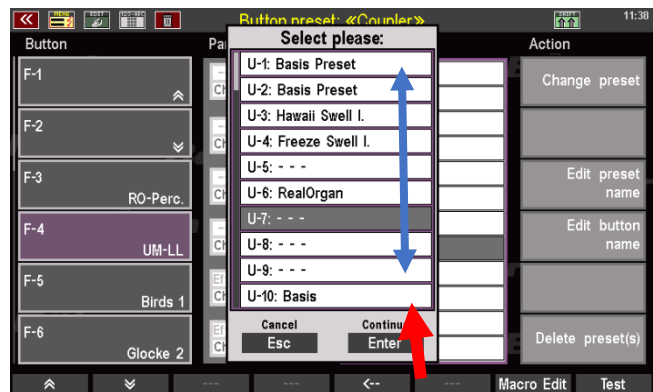 MENU
EDIT
SHIFT
Button preset: «Coupler»
11:38
Button
Select please:
Action
F-1
F-2
F-3
RO-Perc.
F-4
UM-LL
F-5
Birds 1
F-6
Glocke 2
U-1: Basis Preset
U-2: Basis Preset
U-3: Hawaii Swell I.
U-4: Freeze Swell I.
U-5: - - -
U-6: RealOrgan
U-7: - - -
U-8: - - -
U-9: - - -
U-10: Basis
Cancel
Esc
Continu
Enter
Change preset
Edit preset
name
Edit button
name
Delete preset(s)
--- --- <-- --- Macro Edit Test